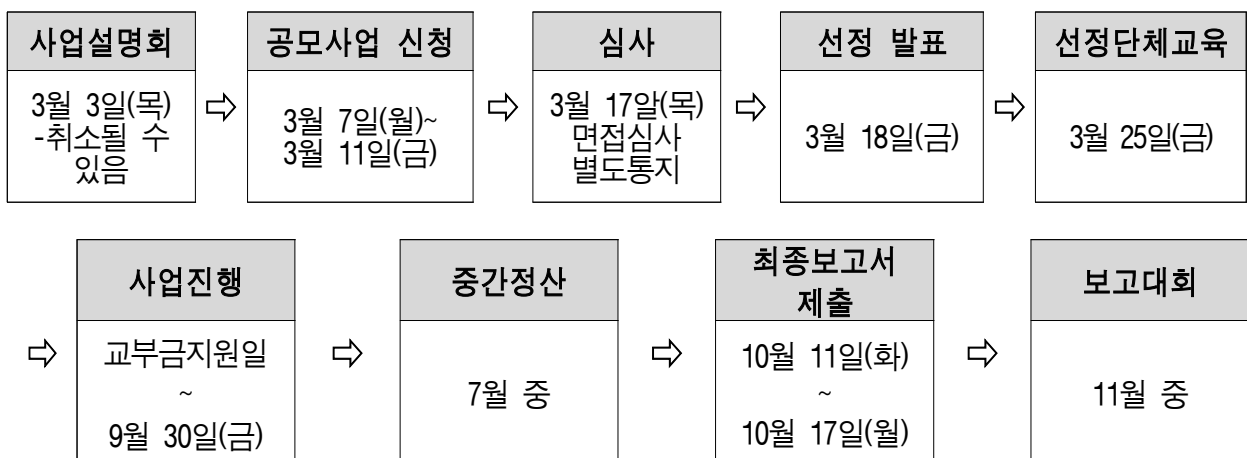 사업설명회
3월 3일(목)
-취소될 수
있음
⇨
공모사업 신청
3월 7일(월)~
3월 11일(금)
⇨
심사
3월 17알(목)
면접심사
별도통지
⇨
선정 발표
3월 18일(금)
⇨
선정단체교육
3월 25일(금)
⇨
사업진행
교부금지원일
~
9월 30일(금)
⇨
중간정산
7월 중
⇨
최종보고서
제출
10월 11일(화)
~
10월 17일(월)
⇨
보고대회
11월 중